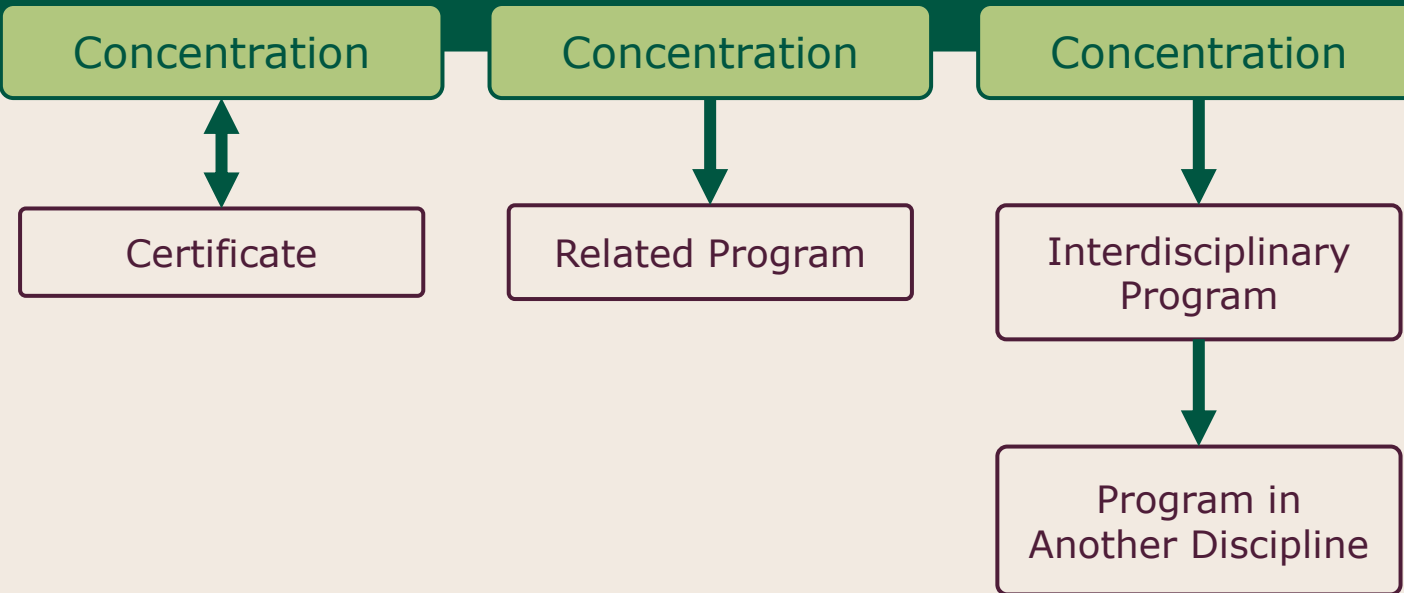 Concentration
Concentration
Concentration
Certificate
Related Program
Interdisciplinary
Program
Program in
Another Discipline